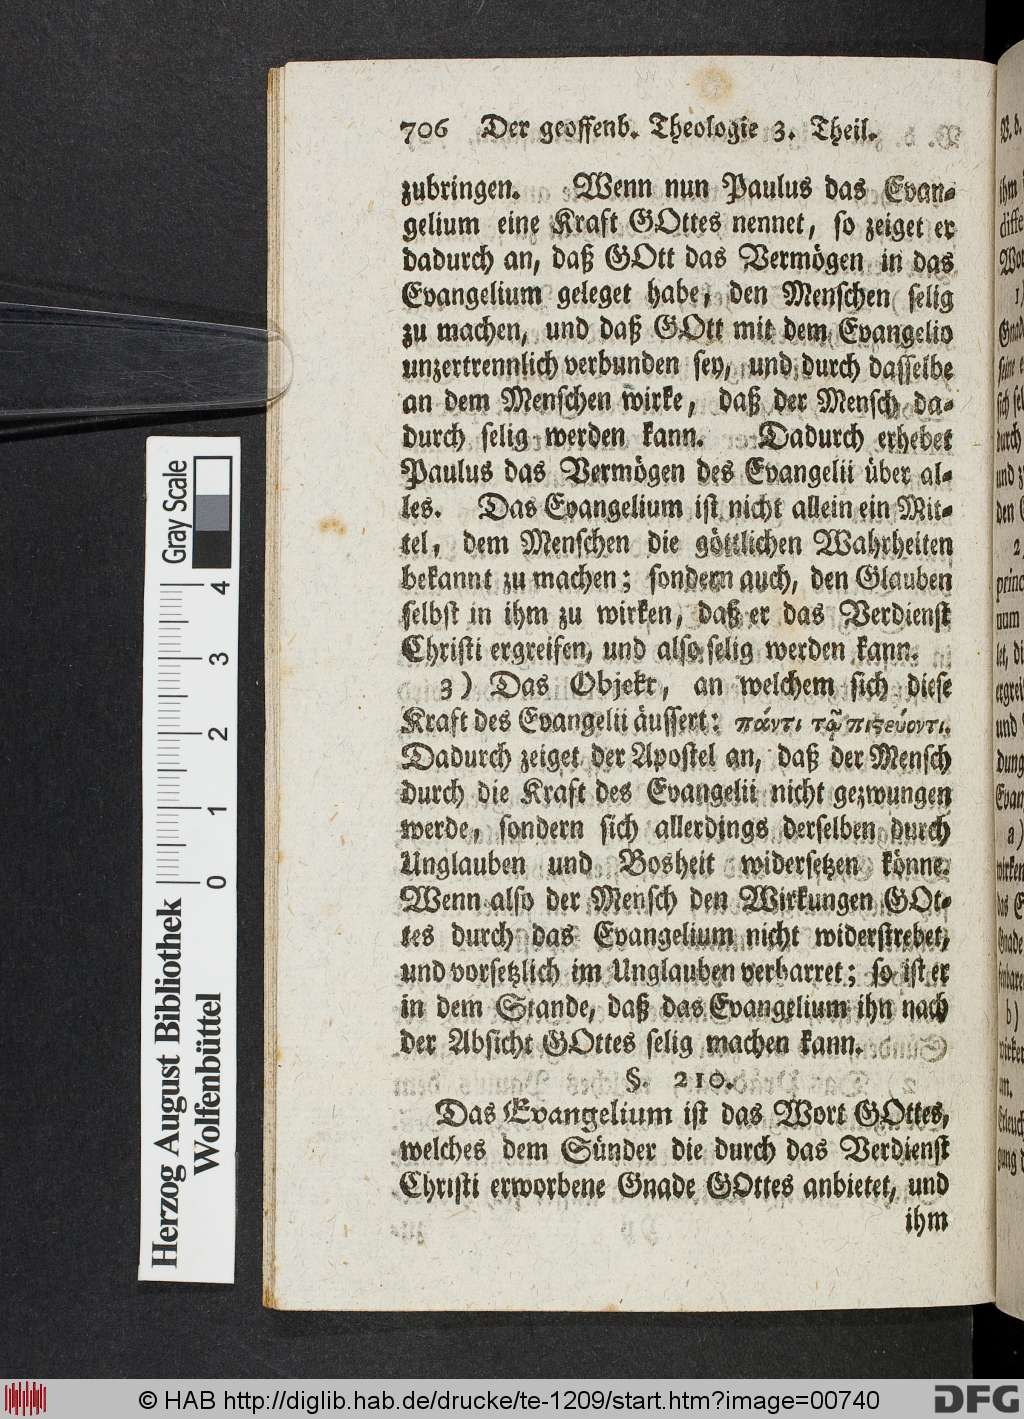 706 Der geoffenb. Theologie 3. Theil.
zubringen. Wenn nun Paulus das Evan-
gelium eine Kraft GOttes nennet, so zeiget er
dadurch an, daß GOtt das Vermögen in das
Evangelium geleget habe, den Menschen selig
zu machen, und daß GOtt mit dem Evangelio
unzertrennlich verbunden sey, und durch dasselbe
an dem Menschen wirke, daß der Mensch da-
durch selig werden kann. Dadurch erhebet
Paulus das Vermögen des Evangelii über al-
les. Das Evangelium ist nicht allein ein Mit-
tel, dem Menschen die göttlichen Wahrheiten
bekannt zu machen; sondern auch, den Glauben
selbst in ihm zu wirken, daß er das Verdienst
Christi ergreifen, und also selig werden kann.
3) Das Objekt, an welchem sich diese
Kraft des Evangelii äussert: πάντι τῷ πιϛεύοντι.
Dadurch zeiget der Apostel an, daß der Mensch
durch die Kraft des Evangelii nicht gezwungen
werde, sondern sich allerdings derselben durch
Unglauben und Bosheit widersetzen könne.
Wenn also der Mensch den Wirkungen GOt-
tes durch das Evangelium nicht widerstrebet,
und vorsetzlich im Unglauben verharret; so ist er
in dem Stande, daß das Evangelium ihn nach
der Absicht GOttes selig machen kann.
§. 210.
Das Evangelium ist das Wort GOttes,
welches dem Sünder die durch das Verdienst
Christi erworbene Gnade GOttes anbietet, und
ihm
Gray Scale
4
3
2
1
0
Herzog August Bibliothek
Wolfenbüttel
© HAB http://diglib.hab.de/drucke/te-1209/start.htm?image=00740
DFG